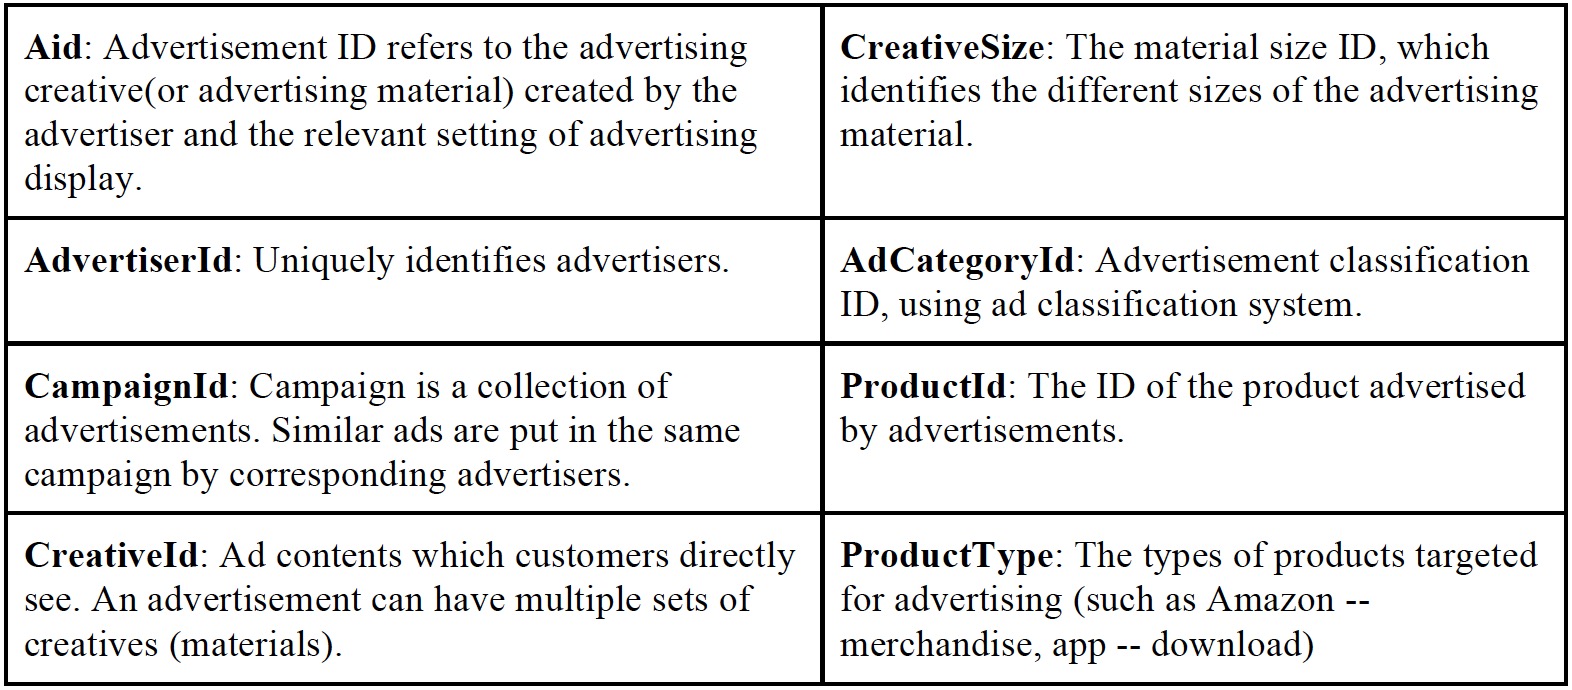 Aid: Advertisement ID refers to the advertising
creative(or advertising material) created by the
advertiser and the relevant setting of advertising
display.
CreativeSize: The material size ID, which
identifies the different sizes of the advertising
material.
AdvertiserId: Uniquely identifies advertisers.
AdCategoryId: Advertisement classification
ID, using ad classification system.
CampaignId: Campaign is a collection of
advertisements. Similar ads are put in the same
campaign by corresponding advertisers.
ProductId: The ID of the product advertised
by advertisements.
CreativeId: Ad contents which customers directly
see. An advertisement can have multiple sets of
creatives (materials).
ProductType: The types of products targeted
for advertising (such as Amazon --
merchandise, app -- download)